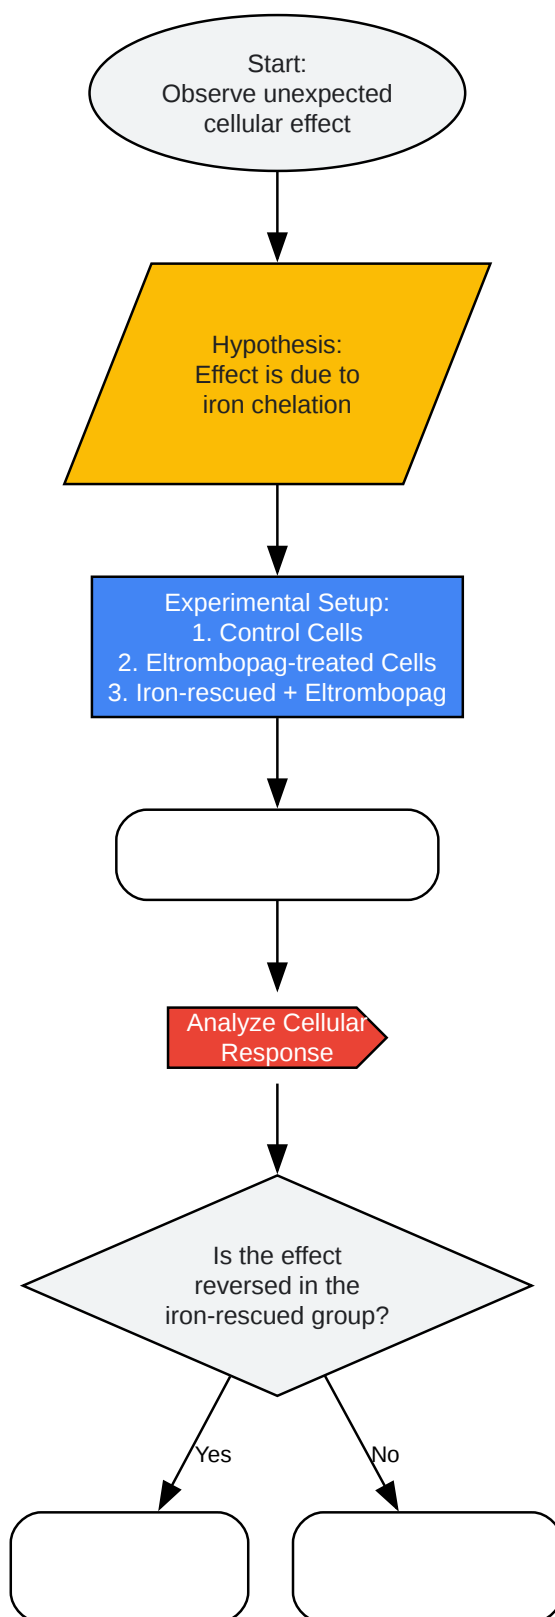 Start:
Observe unexpected
cellular effect
Hypothesis:
Effect is due to
iron chelation
Experimental Setup:
1. Control Cells
2. Eltrombopag-treated Cells
3. Iron-rescued + Eltrombopag
Analyze Cellular
Response
Is the effect
reversed in the
iron-rescued group?
Yes
No